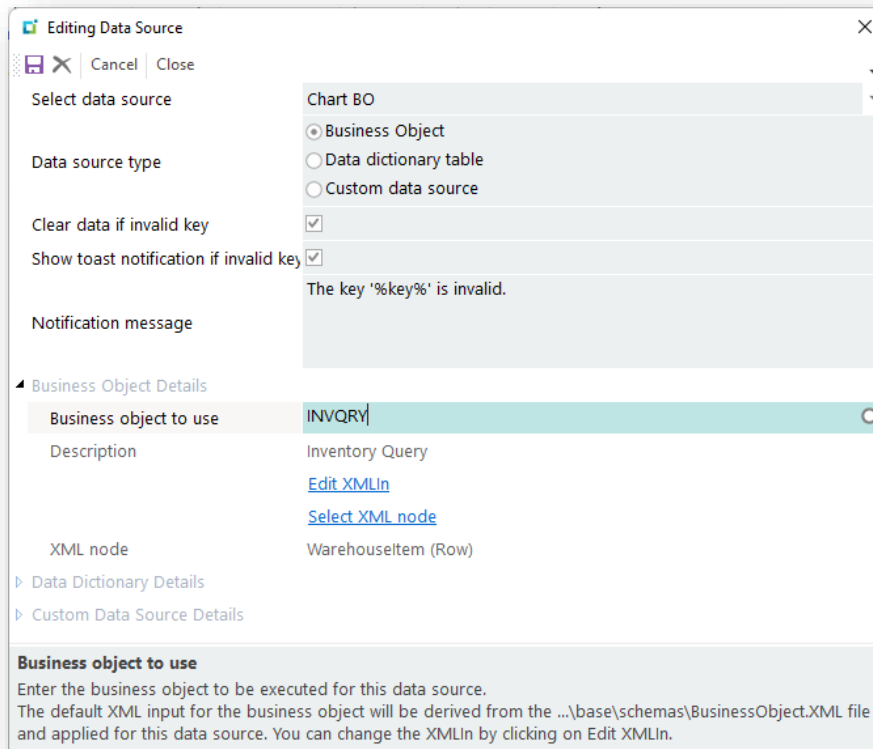 Editing Data Source
Cancel Close
Select data source Chart BO
Business Object
Data source type Data dictionary table
Custom data source
Clear data if invalid key
Show toast notification if invalid key
The key '%key%' is invalid.
Notification message
Business Object Details
Business object to use INVQRY
Description Inventory Query
Edit XMLIn
Select XML node
XML node WarehouseItem (Row)
Data Dictionary Details
Custom Data Source Details
Business object to use
Enter the business object to be executed for this data source.
The default XML input for the business object will be derived from the ...\base\schemas\BusinessObject.XML file
and applied for this data source. You can change the XMLIn by clicking on Edit XMLIn.